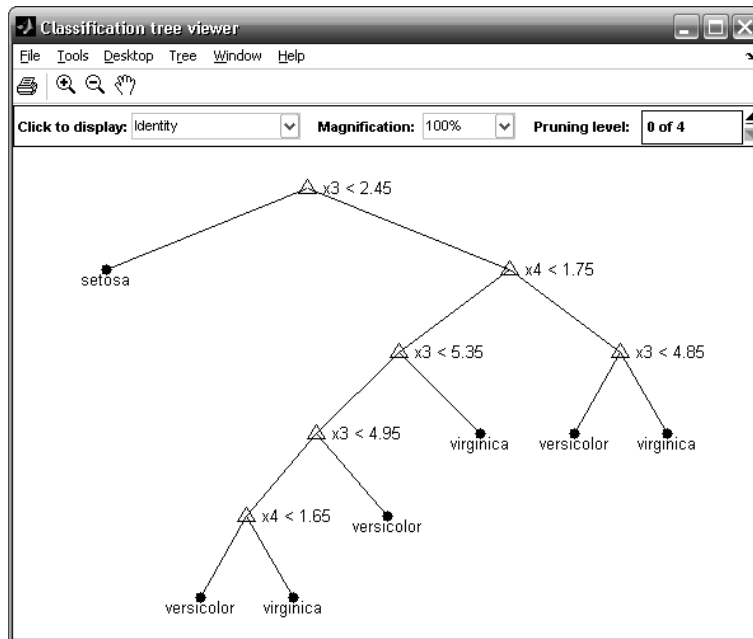 Classification tree viewer
File Tools Desktop Tree Window Help
Click to display: Identity Magnification: 100% Pruning level: 0 of 4
x3 < 2.45
setosa
x4 < 1.75
x3 < 5.35
x3 < 4.85
x3 < 4.95
virginica
versicolor
virginica
x4 < 1.65
versicolor
versicolor
virginica